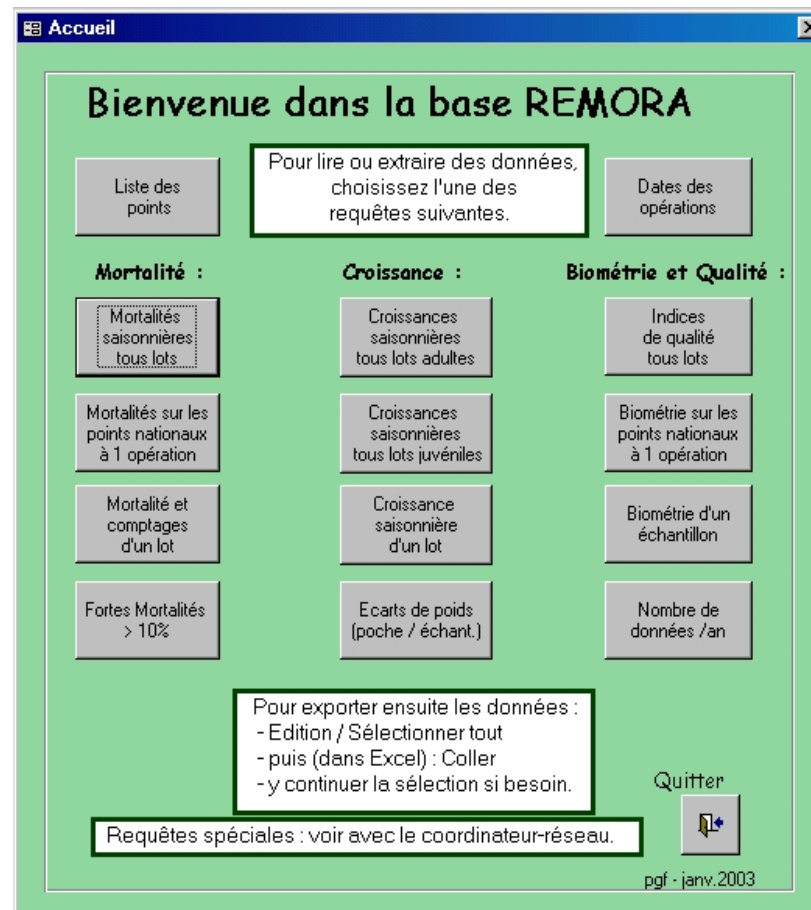 Accueil
Bienvenue dans la base REMORA
Liste des
points
Pour lire ou extraire des données,
choisissez l'une des
requêtes suivantes.
Dates des
opérations
Mortalité :
Croissance :
Biométrie et Qualité :
Mortalités
saisonnières
tous lots
Croissances
saisonnières
tous lots adultes
Indices
de qualité
tous lots
Mortalités sur les
points nationaux
à 1 opération
Croissances
saisonnières
tous lots juvéniles
Biométrie sur les
points nationaux
à 1 opération
Mortalité et
comptages
d'un lot
Croissance
saisonnière
d'un lot
Biométrie d'un
échantillon
Fortes Mortalités
> 10%
Ecarts de poids
(poche / échant.)
Nombre de
données /an
Pour exporter ensuite les données :
- Edition / Sélectionner tout
- puis (dans Excel) : Coller
- y continuer la sélection si besoin.
Quitter
Requêtes spéciales : voir avec le coordinateur-réseau.
pgf - janv.2003